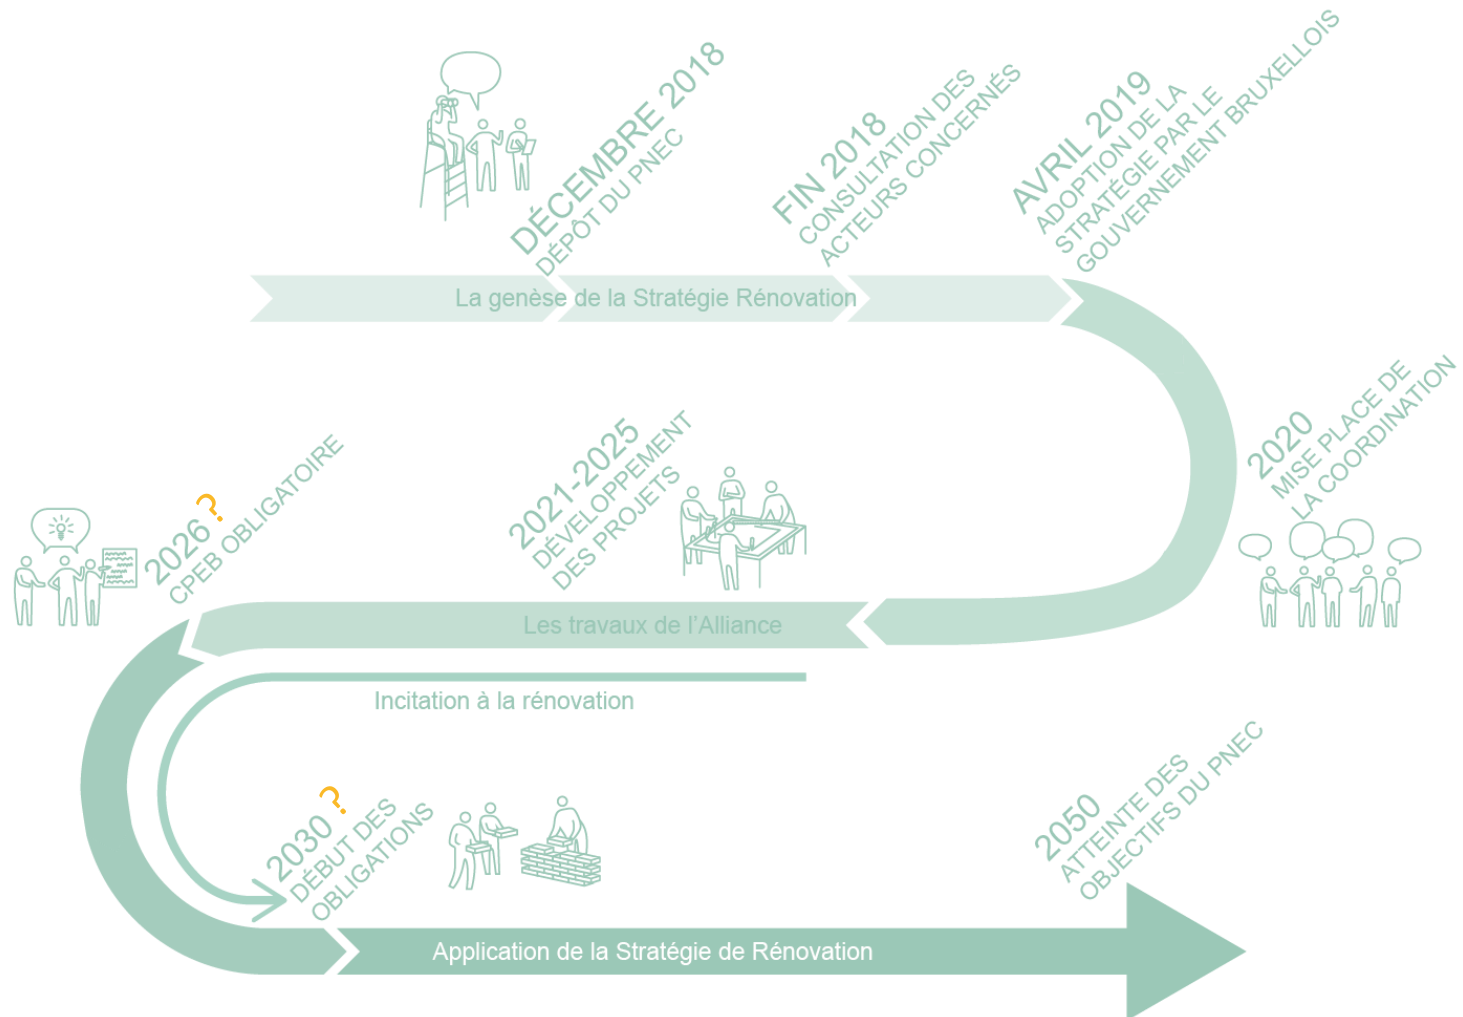 DÉCEMBRE 2018
DÉPÔT DU PNEC
FIN 2018
CONSULTATION DES
ACTEURS CONCERNÉS
AVRIL 2019
ADOPTION DE LA
STRATÉGIE PAR LE
GOUVERNEMENT BRUXELLOIS
La genèse de la Stratégie Rénovation
2020
MISE PLACE DE
LA COORDINATION
2021-2025
DÉVELOPPEMENT
DES PROJETS
2026 ?
CPEB OBLIGATOIRE
Les travaux de l'Alliance
Incitation à la rénovation
2030 ?
DÉBUT DES
OBLIGATIONS
2050
ATTEINTE DES
OBJECTIFS DU PNEC
Application de la Stratégie de Rénovation